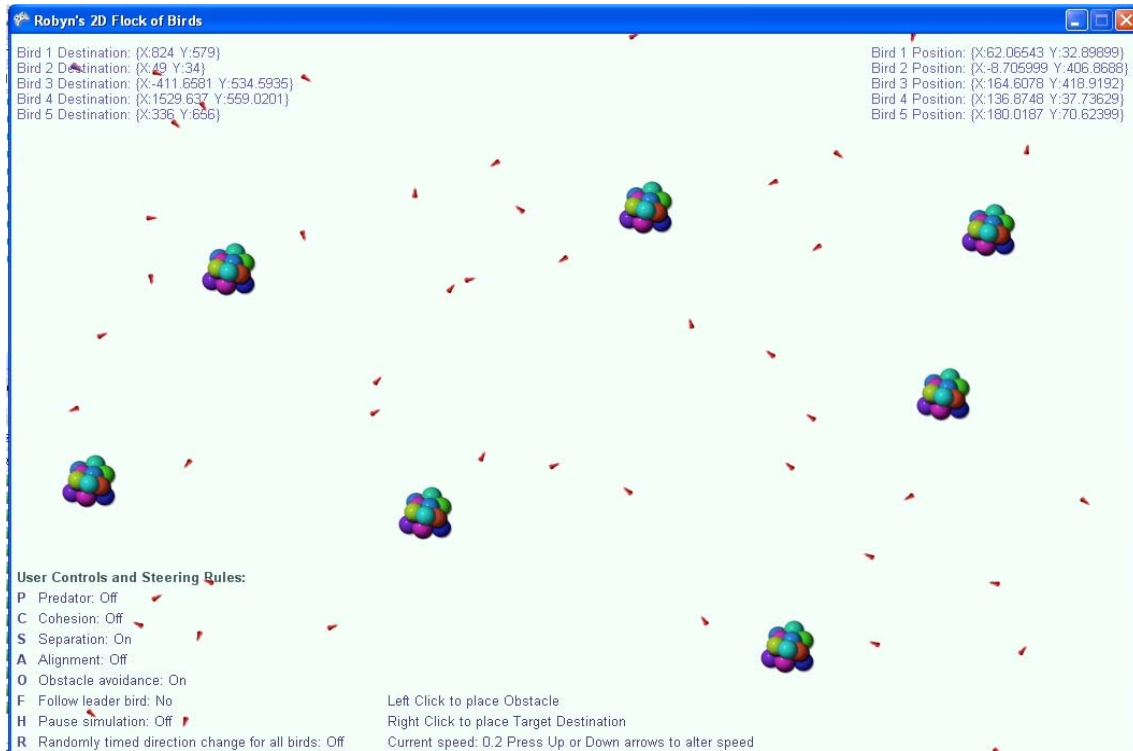 Robyn's 2D Flock of Birds
Bird 1 Destination: {X:824 Y:579}
Bird 2 Destination: {X:49 Y:34}
Bird 3 Destination: {X:-411.6581 Y:534.5935}
Bird 4 Destination: {X:1529.637 Y:559.0201}
Bird 5 Destination: {X:336 Y:656}
Bird 1 Position: {X:62.06543 Y:32.89899}
Bird 2 Position: {X:-8.705999 Y:406.8688}
Bird 3 Position: {X:164.6078 Y:418.9192}
Bird 4 Position: {X:136.8748 Y:37.73629}
Bird 5 Position: {X:180.0187 Y:70.62399}
User Controls and Steering Rules:
P Predator: Off
C Cohesion: Off
S Separation: On
A Alignment: Off
O Obstacle avoidance: On
F Follow leader bird: No
H Pause simulation: Off
R Randomly timed direction change for all birds: Off
Left Click to place Obstacle
Right Click to place Target Destination
Current speed: 0.2 Press Up or Down arrows to alter speed